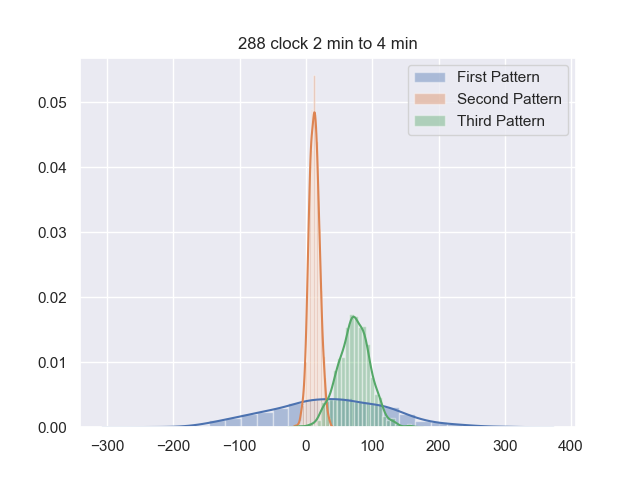 288 clock 2 min to 4 min
First Pattern
Second Pattern
Third Pattern
0.05
0.04
0.03
0.02
0.01
0.00
−300 −200 −100 0 100 200 300 400